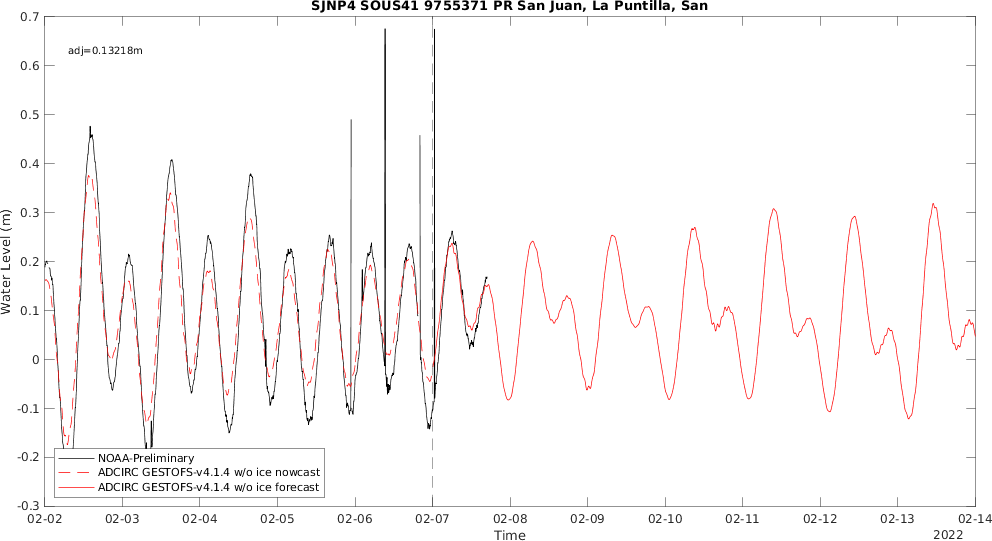 SJNP4 SOUS41 9755371 PR San Juan, La Puntilla, San
adj=0.13218m
0.7
0.6
0.5
0.4
0.3
0.2
0.1
0
-0.1
-0.2
-0.3
Water Level (m)
NOAA-Preliminary
ADCIRC GESTOFS-v4.1.4 w/o ice nowcast
ADCIRC GESTOFS-v4.1.4 w/o ice forecast
02-02 02-03 02-04 02-05 02-06 02-07 02-08 02-09 02-10 02-11 02-12 02-13 02-14
Time
2022